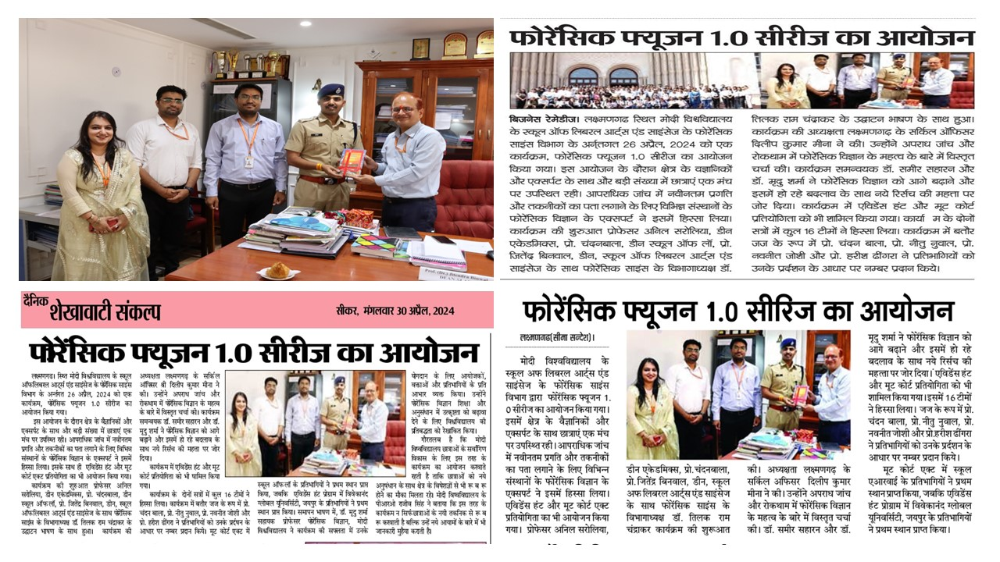 Prof. (Dr.) Jitendra Binwal
फोरेंसिक फ्यूजन 1.0 सीरीज का आयोजन
बिजनेस रेमेडीज। लक्ष्मणगढ स्थित मोदी विश्वविद्यालय
के स्कूल ऑफ लिबरल आर्ट्स एंड साइंसेज के फोरेंसिक
साइंस विभाग के अर्न्तगत 26 अप्रैल, 2024 को एक
कार्यक्रम, फोरेंसिक फ्यूजन 1.0 सीरीज का आयोजन
किया गया। इस आयोजन के दौरान क्षेत्र के वज्ञानिकों
और एक्सर्पट के साथ और बड़ी संख्या में छात्राएं एक मंच
पर उपस्थित रही। आपराधिक जांच में नवीनतम प्रगति
और तकनीकों का पता लगाने के लिए विभिन्न संस्थानों के
फोरेंसिक विज्ञान के एक्सपर्ट ने इसमें हिस्सा लिया।
कार्यक्रम की शुरुआत प्रोफेसर अनिल सरोलिया, डीन
एकेडमिक्स, प्रो. चंदनबाला, डीन स्कूल ऑफ लॉ, प्रो.
जितेंद्र बिनवाल, डीन, स्कूल ऑफ लिबरल आर्ट्स एंड
साइंसेज के साथ फोरेंसिक साइंस के विभागाध्यक्ष डॉ.
तिलक राम चंद्राकर के उद्घाटन भाषण के साथ हुआ।
कार्यक्रम की अध्यक्षता लक्ष्मणगढ़ के सर्किल ऑफिसर
दिलीप कुमार मीना ने की। उन्होंने अपराध जांच और
रोकथाम में फोरेंसिक विज्ञान के महत्व के बारे में विस्तृत
चर्चा की। कार्यक्रम समन्वयक डॉ. समीर सहारन और
डॉ. मृदु शर्मा ने फोरेंसिक विज्ञान को आगे बढ़ाने और
इसमें हो रहे बदलाव के साथ नये रिर्सच की महता पर
जोर दिया। कार्यक्रम में एविडेंस हंट और मूट कोर्ट
प्रतियोगिता को भी शामिल किया गया। कार्या म के दोनों
सत्रों में कुल 16 टीमों ने हिस्सा लिया। कार्यक्रम में बतौर
जज के रूप में प्रो. चंदन बाला, प्रो. नीतु नुवाल, प्रो.
नवनीत जोशी और प्रो. हरीश ढींगरा ने प्रतिभागियों को
उनके प्रर्दशन के आधार पर नम्बर प्रदान किये।
दैनिक शेखावाटी संकल्प
सीकर, मंगलवार 30 अप्रैल, 2024
फोरेंसिक फ्यूजन 1.0 सीरीज का आयोजन
लक्ष्मणगढ। स्थित मोदी विश्वविद्यालय के स्कूल
ऑफलिबरल आर्ट्स एंड साइंसेज के फोरेंसिक साइंस
विभाग के अर्न्तगत 26 अप्रैल, 2024 को एक
कार्यक्रम, फोरेंसिक फ्यूजन 1.0 सीरीज का
आयोजन किया गया।
इस आयोजन के दौरान क्षेत्र के वैज्ञानिकों और
एक्सर्पट के साथ और बड़ी संख्या में छात्राएं एक
मंच पर उपस्थित रही। आपराधिक जांच में नवीनतम
प्रगति और तकनीकों का पता लगाने के लिए विभिन्न
संस्थानों के फोरेंसिक विज्ञान के एक्सपर्ट ने इसमें
हिस्सा लिया। इसके साथ ही एविडेंस हंट और मूट
कोर्ट एक्ट प्रतियोगिता का भी आयोजन किया गया।
कार्यक्रम की शुरुआत प्रोफेसर अनिल
सरोलिया, डीन एकेडमिक्स, प्रो. चंदनबाला, डीन
स्कूल ऑफ लॉ, प्रो. जितेंद्र बिनवाल, डीन, स्कूल
ऑफलिबरल आर्ट्स एंड साइंसेज के साथ फोरेंसिक
साइंस के विभागाध्यक्ष डॉ. तिलक राम चंद्राकर के
उद्घाटन भाषण के साथ हुआ। कार्यक्रम की
अध्यक्षता लक्ष्मणगढ के सर्किल
ऑफिसर श्री दिलीप कुमार मीना ने
की। उन्होंने अपराध जांच और
रोकथाम में फोरेंसिक विज्ञान के महत्व
के बारे में विस्तृत चर्चा की। कार्यक्रम
समन्वयक डॉ. समीर सहारन और डॉ.
मृदु शर्मा ने फोरेंसिक विज्ञान को आगे
बढ़ाने और इसमें हो रहे बदलाव के
साथ नये रिर्सच की महता पर जोर
दिया।
कार्यक्रम में एविडेंस हंट और मूट
कोर्ट प्रतियोगिता को भी शामिल किया
गया।
कार्यक्रम के दोनों सत्रों में कुल 16 टीमों ने
हिस्सा लिया। कार्यक्रम में बतौर जज के रूप में प्रो.
चंदन बाला, प्रो. नीतु नुवाल, प्रो. नवनीत जोशी और
प्रो. हरीश ढींगरा ने प्रतिभागियों को उनके प्रर्दशन के
आधार पर नम्बर प्रदान किये। मूट कोर्ट एक्ट में
स्कूल ऑफ लॉ के प्रतिभागियों ने प्रथम स्थान प्राप्त
किया, जबकि एविडेंस हंट प्रोग्राम में विवेकानंद
ग्लोबल यूनिवर्सिटी, जयपुर के प्रतिभागियों ने प्रथम
स्थान प्राप्त किया। समापन भाषण में, डॉ. मृदु शर्मा
सहायक प्रोफेसर फोरेंसिक विज्ञान, मोदी
विश्वविद्यालय ने कार्यक्रम की सफलता में उनके
योगदान के लिए आयोजकों,
वक्ताओं और प्रतिभागियों के प्रति
आभार व्यक्त किया। उन्होंने
फोरेंसिक विज्ञान शिक्षा और
अनुसंधान में उत्कृष्टता को बढ़ावा
देने के लिए विश्वविद्यालय की
प्रतिबद्धता को रेखांकित किया।
गौरतलब है कि मोदी
विश्वविद्यालय छात्राओं के सर्वांगिण
विकास के लिए इस तरह के
कार्यक्रम का आयोजन करवाती
रहती है ताकि छात्राओं को नये
अनुषंधान के साथ क्षेत्र के विशेषज्ञों से भी रू ब रू
होने का मौका मिलता रहे। मोदी विश्वविद्यालय के
पीआरओ राजीव सिंह ने बताया कि इस तरह के
कार्यक्रम न सिर्फछात्राओं के नयी तकनीक से रू ब
रू करवाती है बल्कि उन्हें नये आयामों के बारे में भी
जानकारी मुहैया कराती है।
फोरेंसिक फ्यूजन 1.0 सीरिज का आयोजन
लक्ष्मणगढ़(सीमा सन्देश)।
मोदी विश्वविद्यालय के
स्कूल अफ लिबरल आर्ट्स एंड
साइंसेज के फोरेंसिक साइंस
विभाग द्वारा फोरेंसिक फ्यूजन 1.
0 सीरीज का आयोजन किया गया।
इसमें क्षेत्र के वैज्ञानिकों और
एक्सर्पट के साथ छात्राएं एक मंच
पर उपस्थित रही। आपराधिक जांच
में नवीनतम प्रगति और तकनीकों
का पता लगाने के लिए विभिन्न
संस्थानों के फोरेंसिक विज्ञान के
एक्सपर्ट ने इसमें हिस्सा लिया।
एविडेंस हंट और मूट कोर्ट एक्ट
प्रतियोगिता का भी आयोजन किया
गया। प्रोफेसर अनिल सरोलिया,
डीन एकेडमिक्स, प्रो.चंदनबाला,
प्रो. जितेंद्र बिनवाल, डीन, स्कूल
अफ लिबरल आर्ट्स एंड साइंसेज
के साथ फोरेंसिक साइंस के
विभागाध्यक्ष डॉ. तिलक राम
चंद्राकर कार्यक्रम की शुरूआत
की। अध्यक्षता लक्ष्मणगढ के
सर्कल अफिसर दिलीप कुमार
मीना ने की। उन्होंने अपराध जांच
और रोकथाम में फोरेंसिक विज्ञान
के महत्व के बारे में विस्तृत चर्चा
की। डॉ. समीर सहारन और डॉ.
मृदु शर्मा ने फोरेंसिक विज्ञान को
आगे बढ़ाने और इसमें हो रहे
बदलाव के साथ नये रिर्सच की
महत्ता पर जोर दिया। एविडेंस हंट
और मूट कोर्ट प्रतियोगिता को भी
शामिल किया गया। इसमें 16 टीमों
ने हिस्सा लिया। जज के रूप में प्रो.
चंदन बाला, प्रो. नीतु नुवाल, प्रो.
नवनीत जोशी और प्रो.हरीश ढींगरा
ने प्रतिभागियों को उनके प्रर्दशन के
आधार पर नम्बर प्रदान किये।
मूट कोर्ट एक्ट में स्कूल
एआरवाई के प्रतिभागियों ने प्रथम
स्थान प्राप्त किया, जबकि एविडेंस
हंट प्रोग्राम में विवेकानंद ग्लोबल
यूनिवर्सिटी, जयपुर के प्रतिभागियों
ने प्रथम स्थान प्राप्त किया।